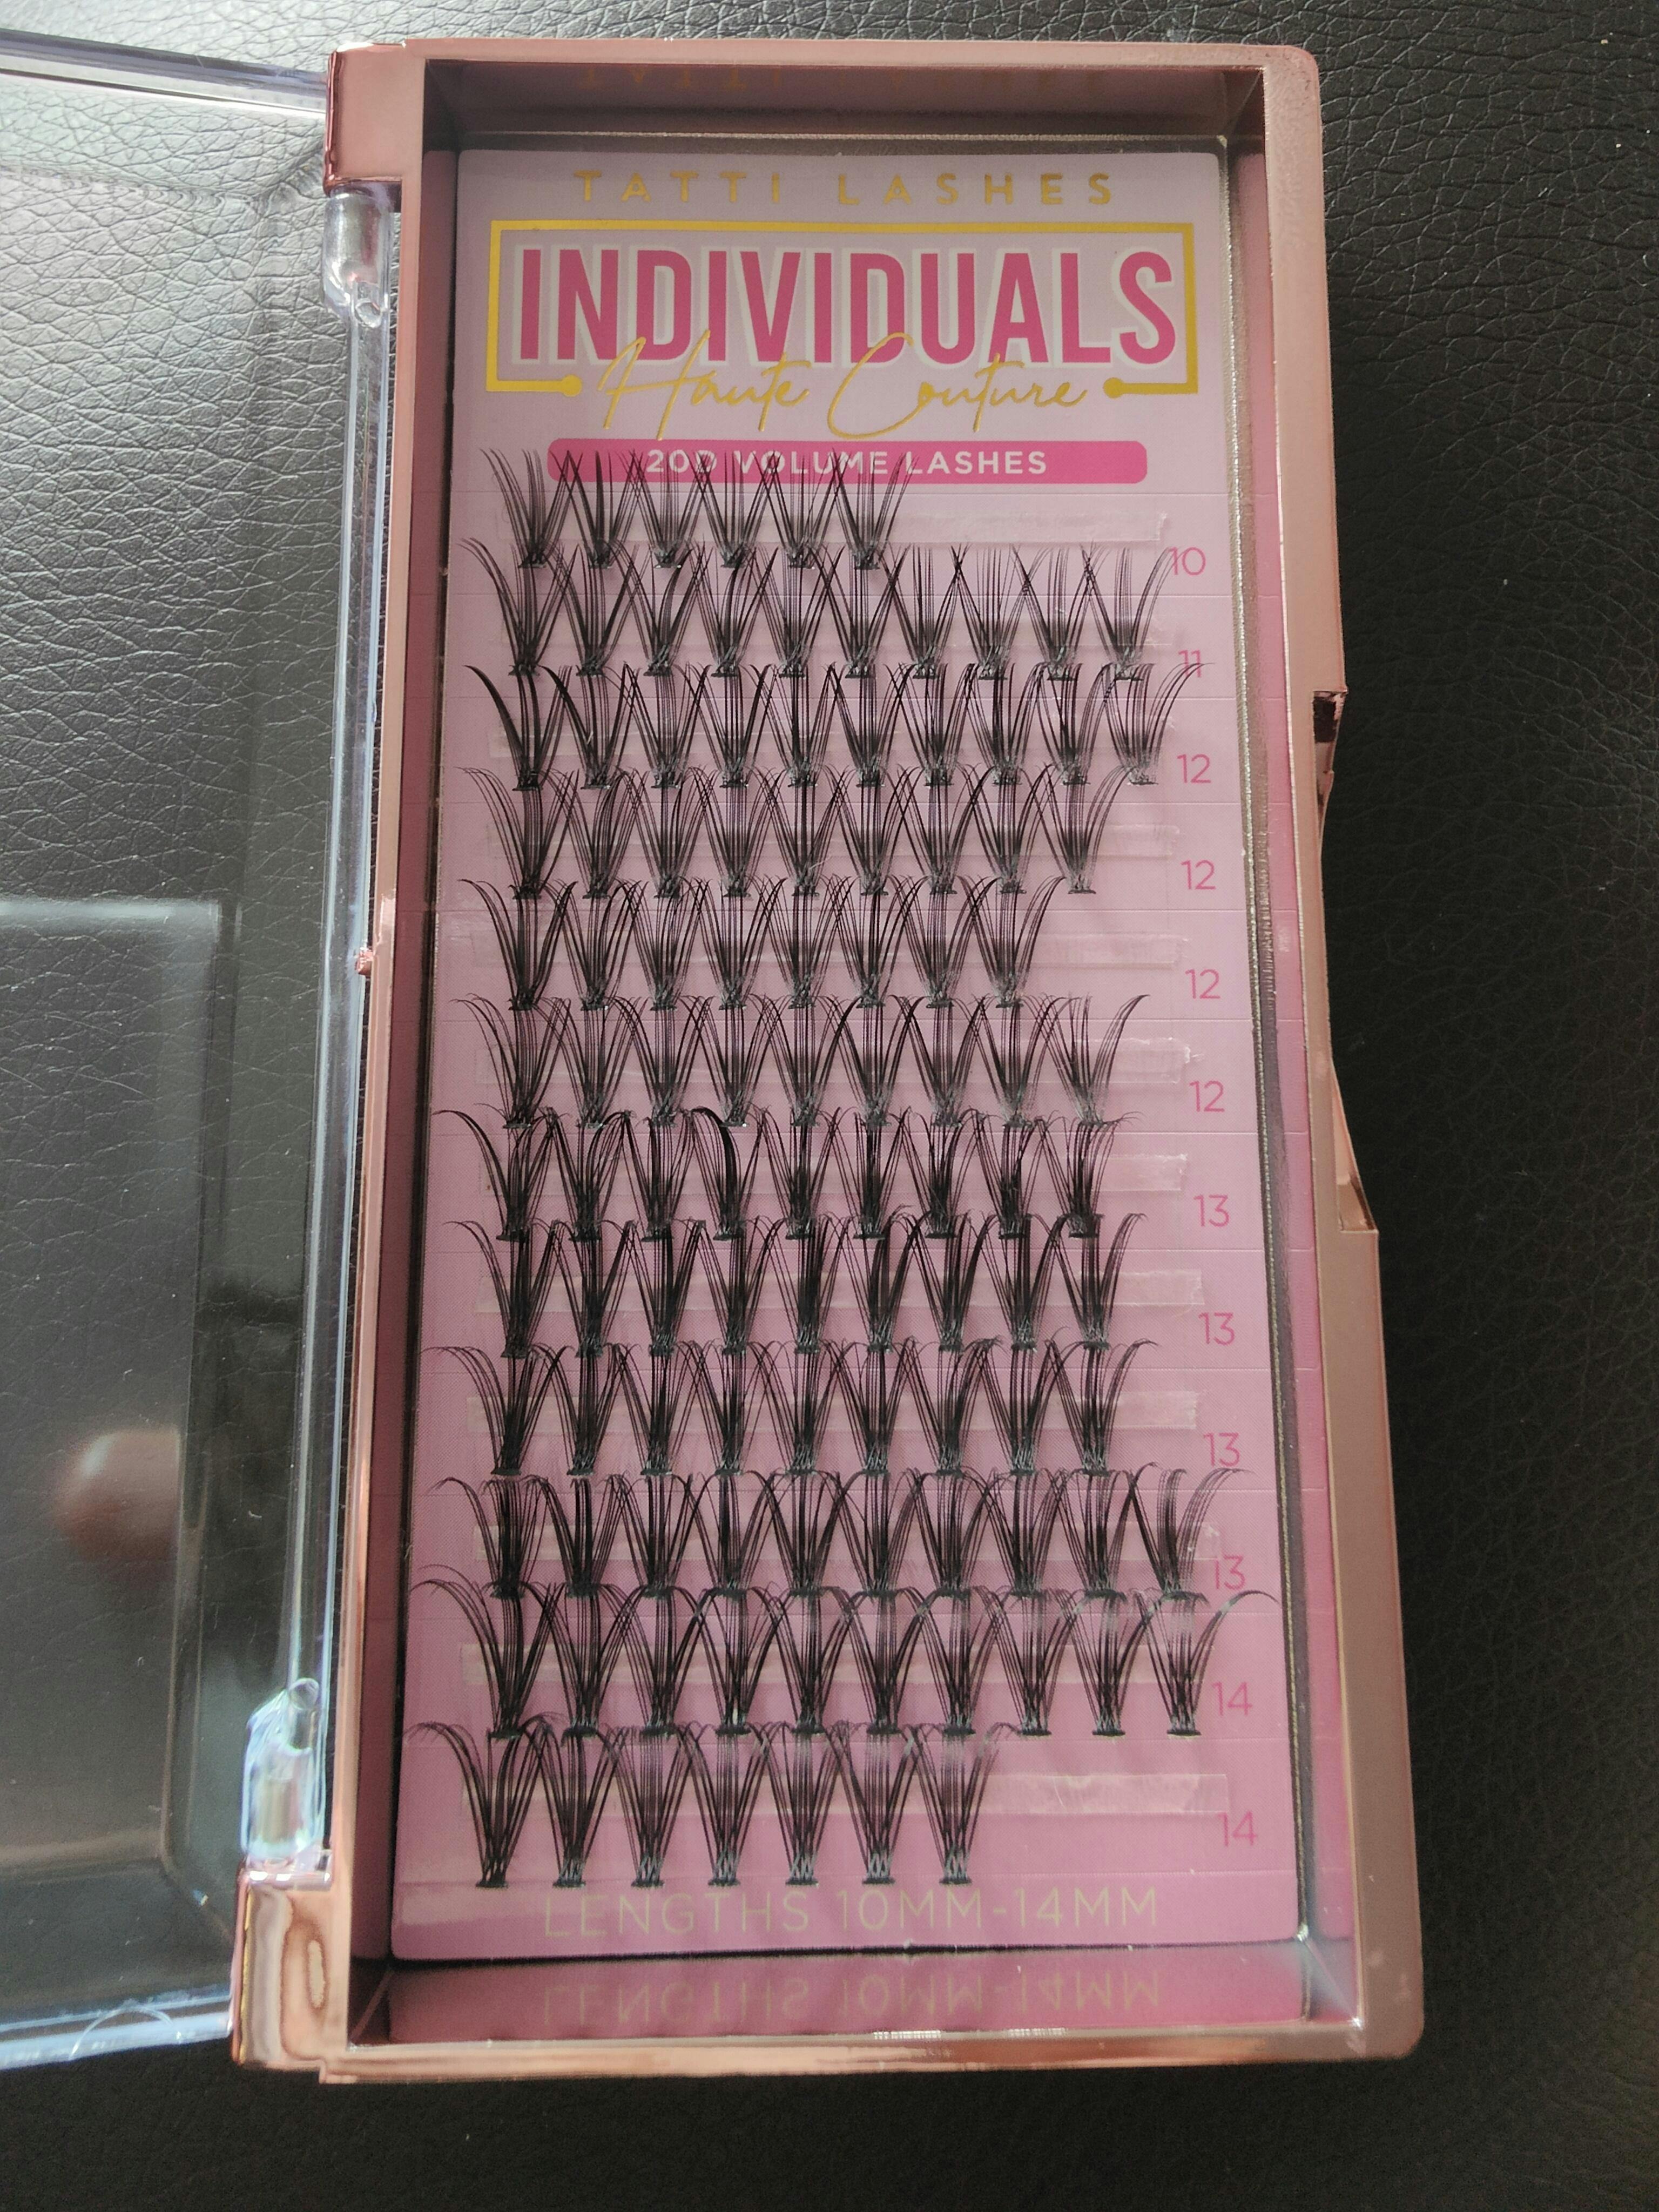 TATTI LASHES
INDIVIDUALS
Haute Couture
20D VOLUME LASHES
10
11
12
12
12
12
13
13
13
13
14
14
LENGTHS 10MM-14MM